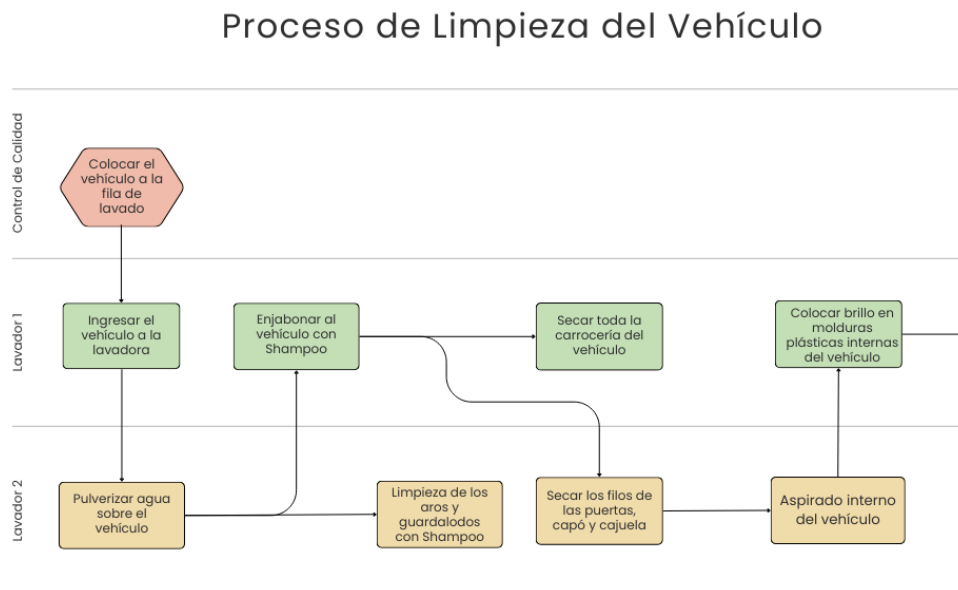 Proceso de Limpieza del Vehículo
Control de Calidad
Colocar el
vehículo a la
fila de
lavado
Lavador 1
Ingresar el
vehículo a la
lavadora
Enjabonar al
vehículo con
Shampoo
Secar toda la
carrocería del
vehículo
Colocar brillo en
molduras
plásticas internas
del vehículo
Lavador 2
Pulverizar agua
sobre el
vehículo
Limpieza de los
aros y
guardalodos
con Shampoo
Secar los filos de
las puertas,
capó y cajuela
Aspirado interno
del vehículo